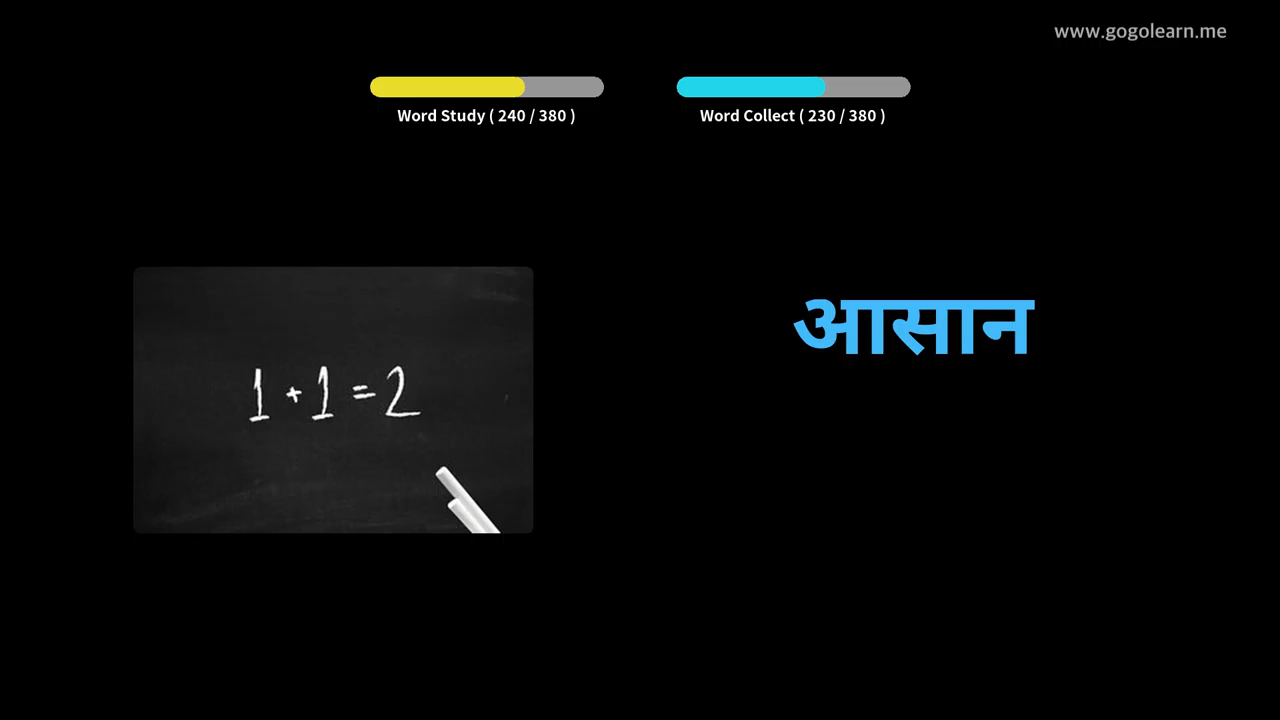 www.gogolearn.me
Word Study ( 240 / 380 )
Word Collect ( 230 / 380 )
1 + 1 = 2
आसान